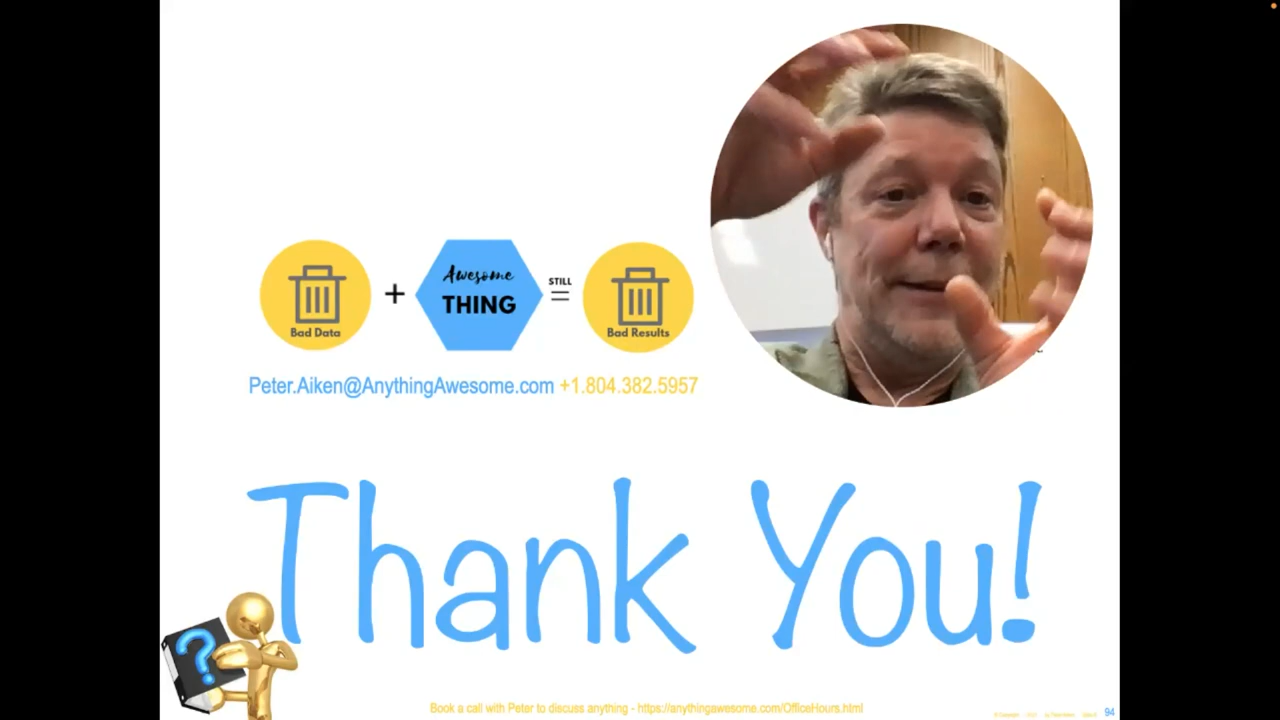 Awesome
THING
+
STILL
=
Bad Data
Bad Results
Peter.Aiken@AnythingAwesome.com +1.804.382.5957
Thank You!
?
Book a call with Peter to discuss anything - https://anythingawesome.com/OfficeHours.html
94